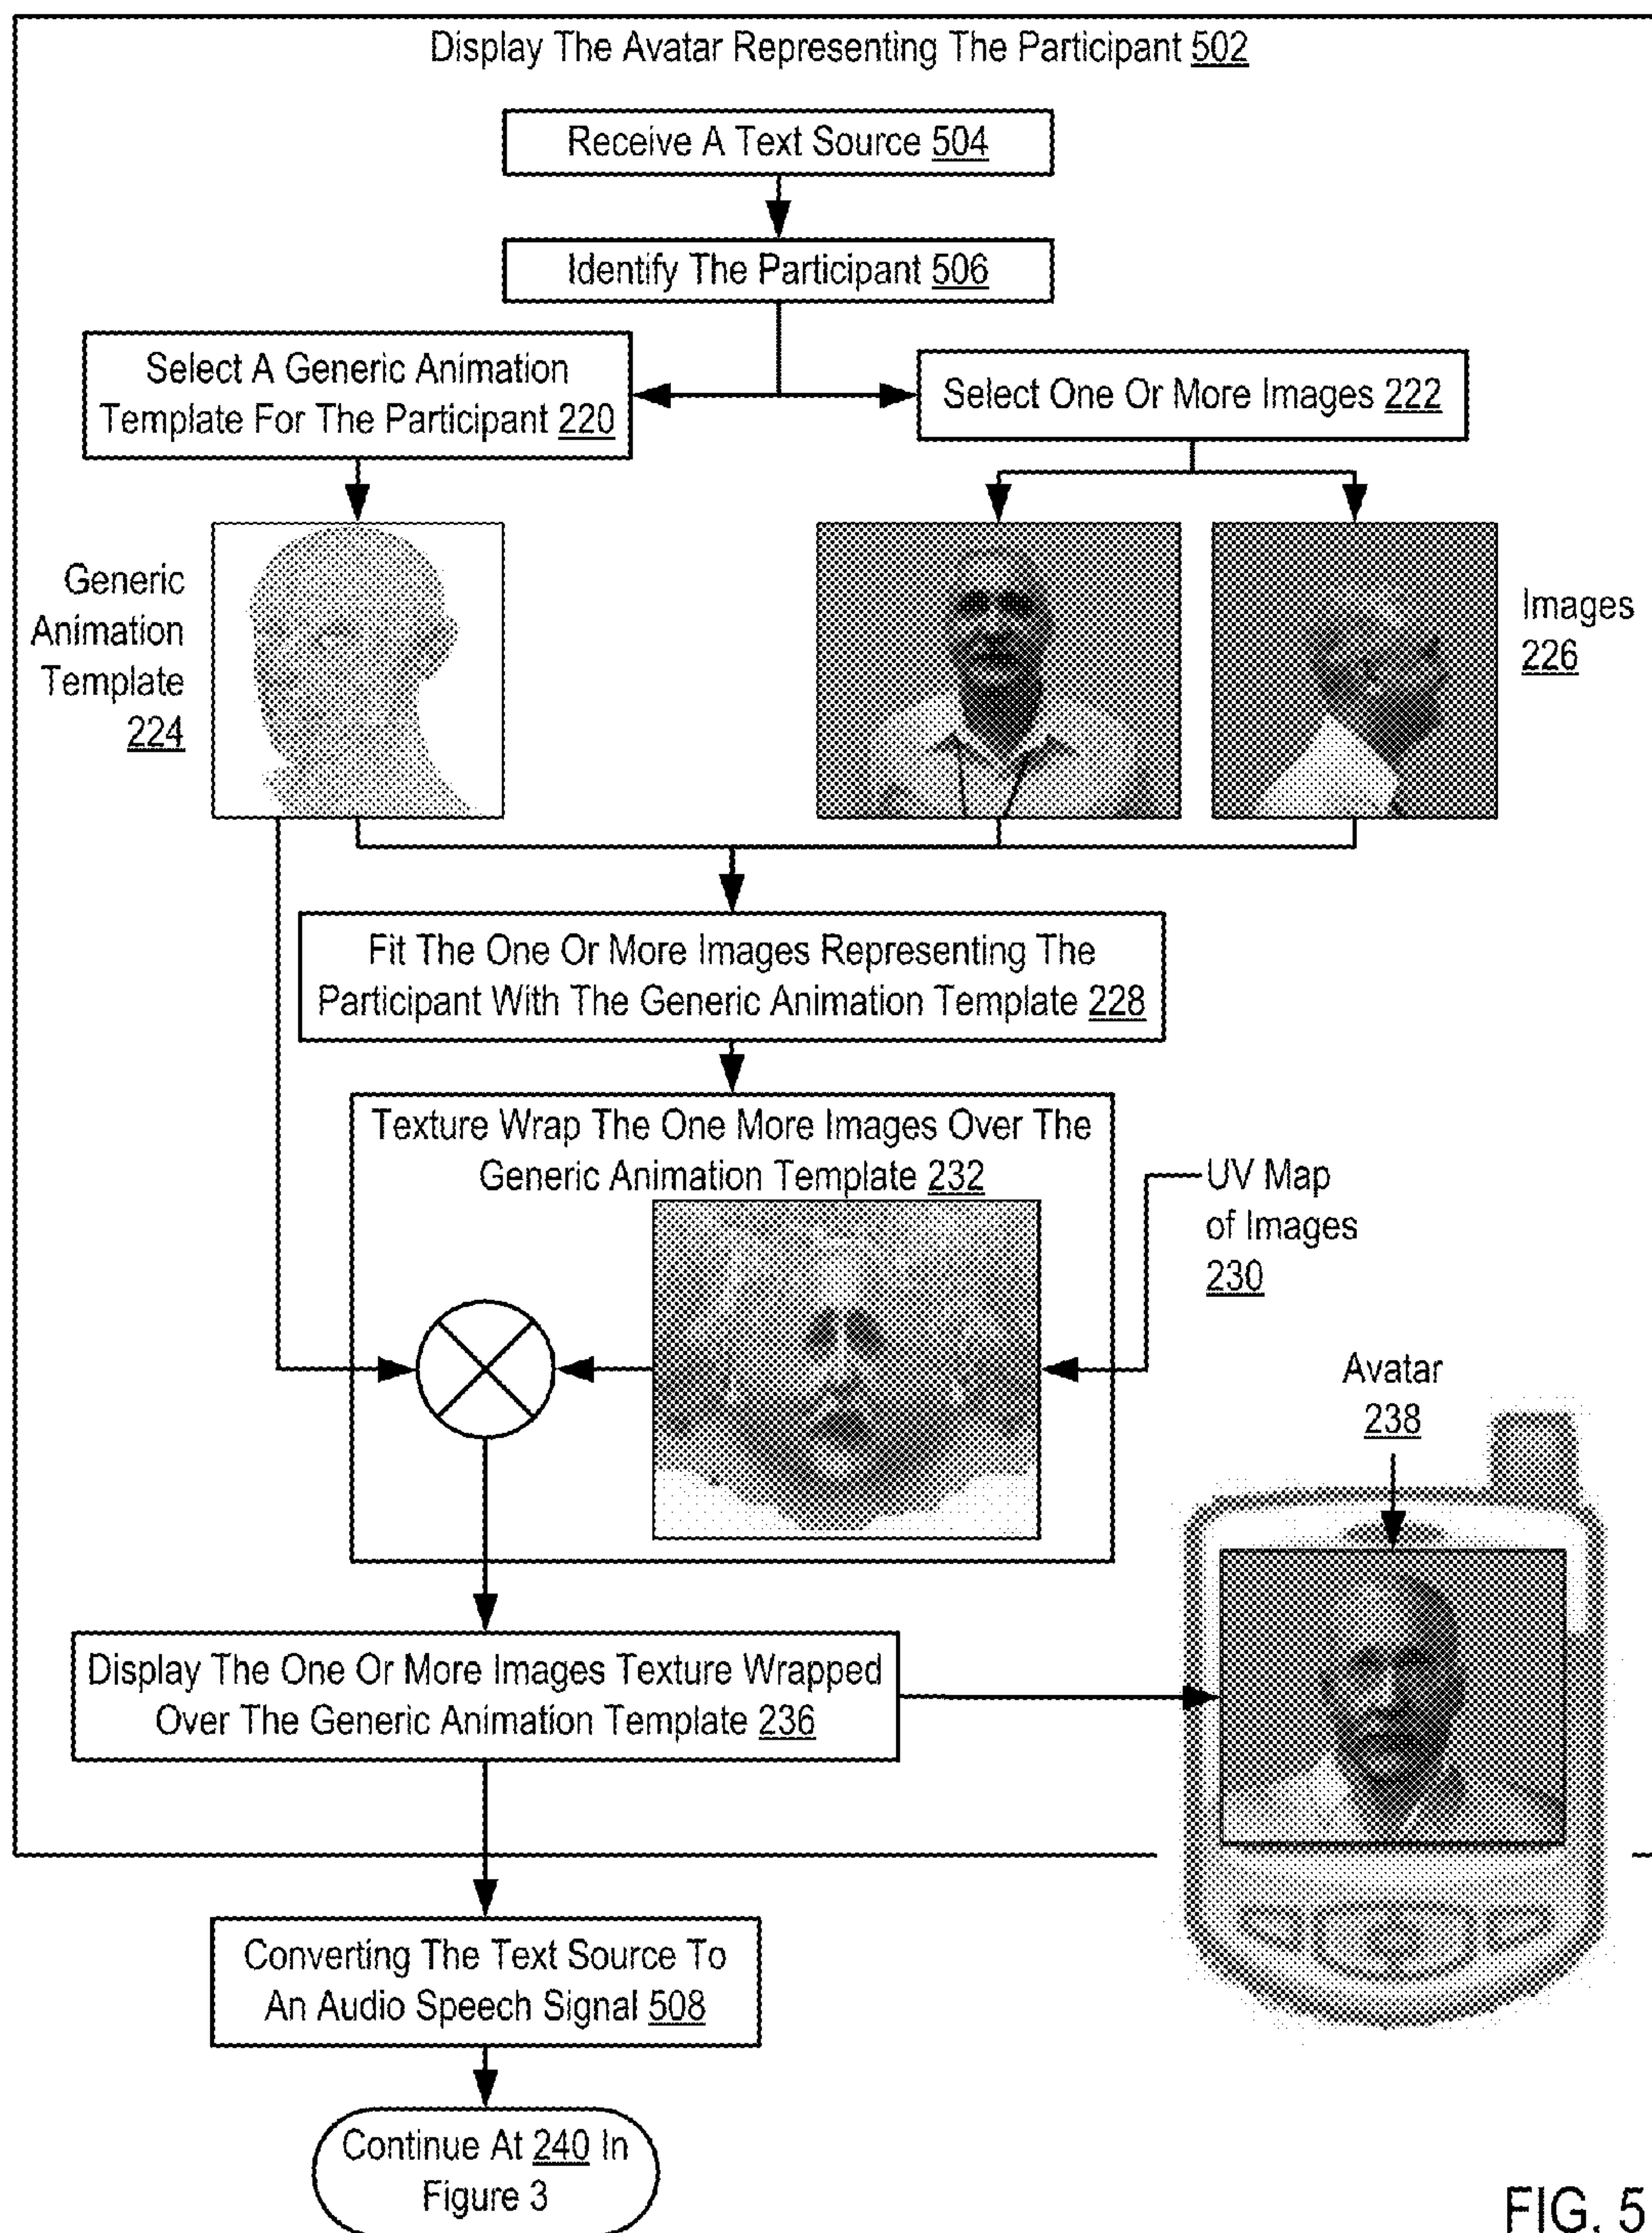 Display The Avatar Representing The Participant 502
Receive A Text Source 504
Identify The Participant 506
Select A Generic Animation
Template For The Participant 220
Select One Or More Images 222
Generic
Animation
Template
224
Images
226
Fit The One Or More Images Representing The
Participant With The Generic Animation Template 228
Texture Wrap The One More Images Over The
Generic Animation Template 232
UV Map
of Images
230
Avatar
238
Display The One Or More Images Texture Wrapped
Over The Generic Animation Template 236
Converting The Text Source To
An Audio Speech Signal 508
Continue At 240 In
Figure 3
FIG. 5